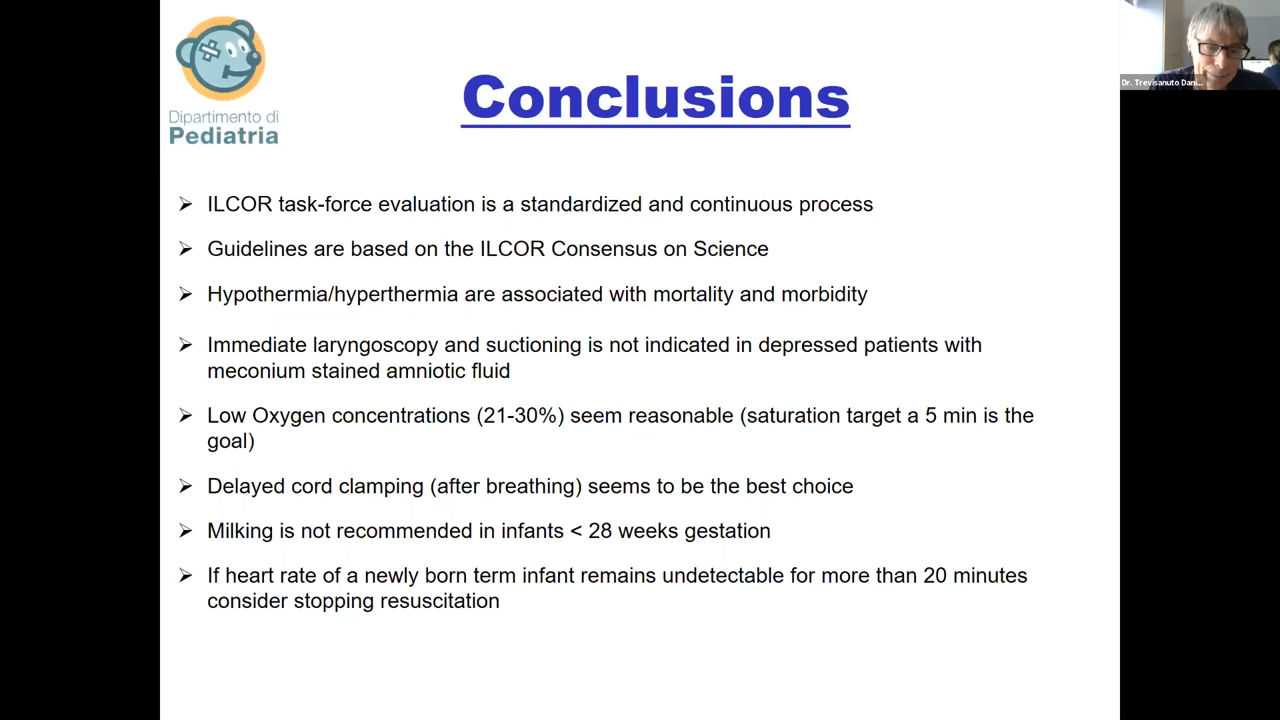 Dipartimento di
Pediatria
Conclusions
Dr. Trevisanuto Dani...
➢ ILCOR task-force evaluation is a standardized and continuous process
➢ Guidelines are based on the ILCOR Consensus on Science
➢ Hypothermia/hyperthermia are associated with mortality and morbidity
➢ Immediate laryngoscopy and suctioning is not indicated in depressed patients with
meconium stained amniotic fluid
➢ Low Oxygen concentrations (21-30%) seem reasonable (saturation target a 5 min is the
goal)
➢ Delayed cord clamping (after breathing) seems to be the best choice
➢ Milking is not recommended in infants < 28 weeks gestation
➢ If heart rate of a newly born term infant remains undetectable for more than 20 minutes
consider stopping resuscitation